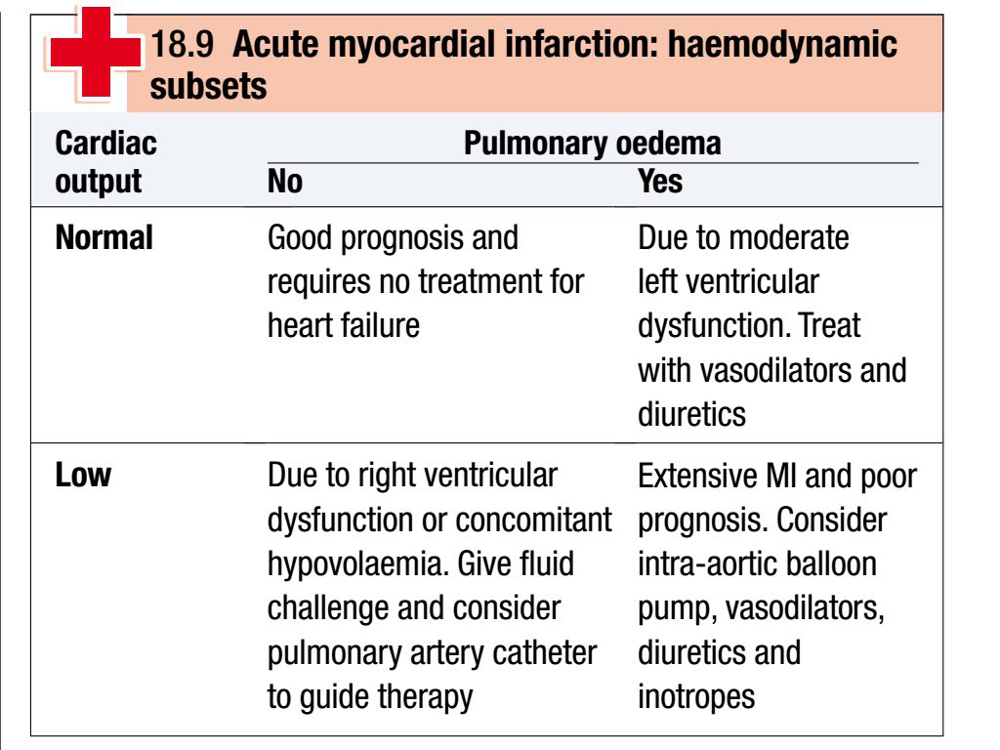 18.9 Acute myocardial infarction: haemodynamic
subsets
Cardiac
output
Pulmonary oedema
No
Yes
Normal
Good prognosis and
requires no treatment for
heart failure
Due to moderate
left ventricular
dysfunction. Treat
with vasodilators and
diuretics
Low
Due to right ventricular
dysfunction or concomitant
hypovolaemia. Give fluid
challenge and consider
pulmonary artery catheter
to guide therapy
Extensive MI and poor
prognosis. Consider
intra-aortic balloon
pump, vasodilators,
diuretics and
inotropes